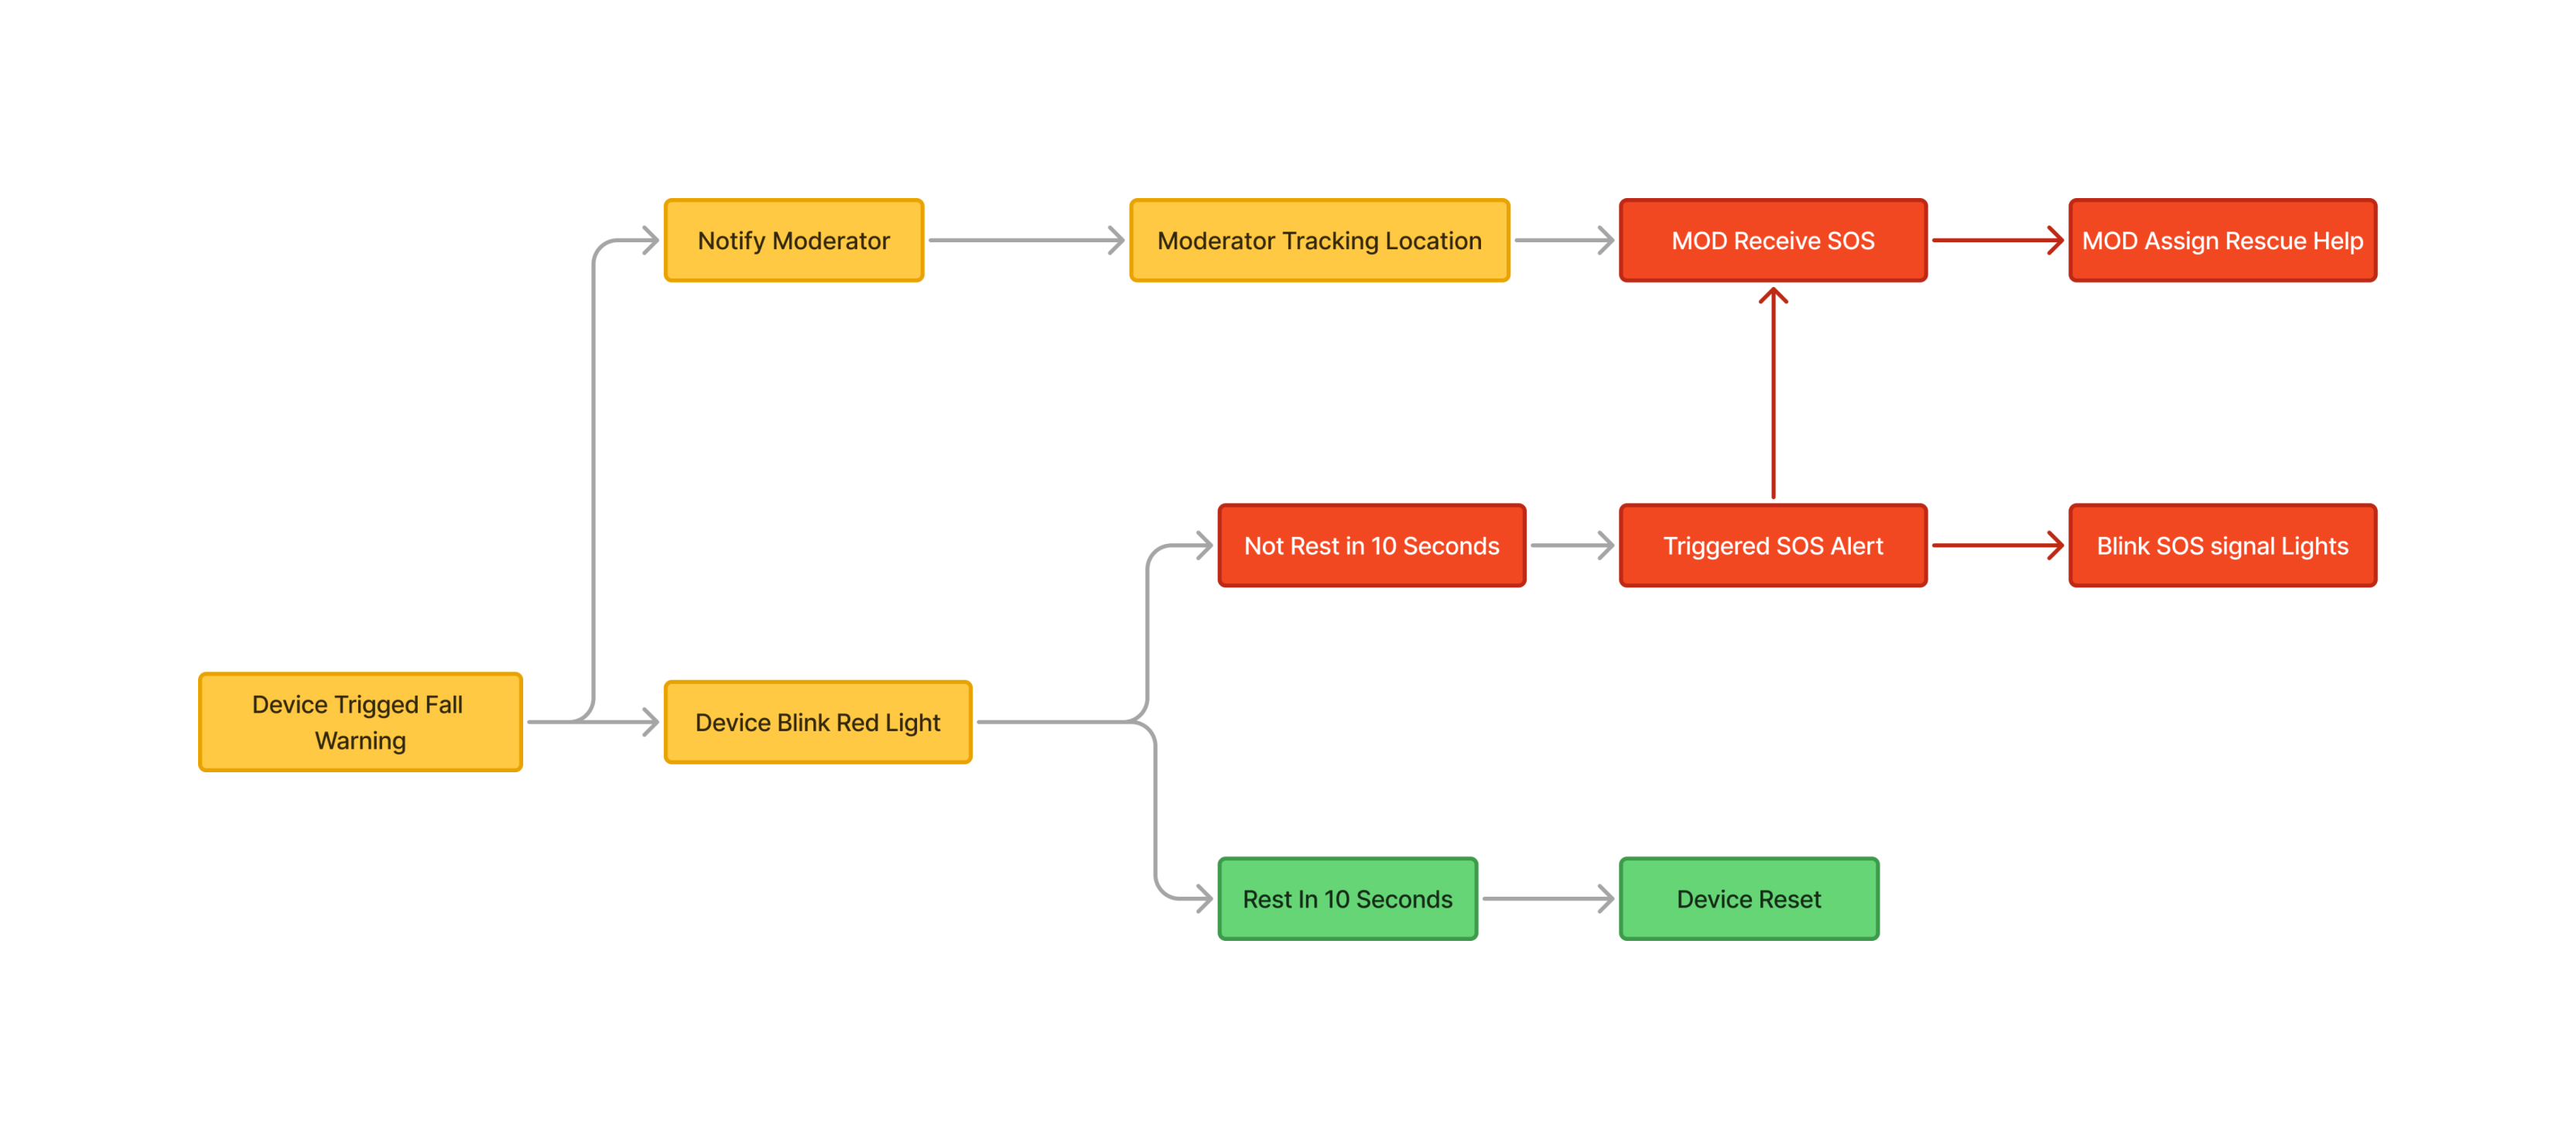 Notify Moderator
Moderator Tracking Location
MOD Receive SOS
MOD Assign Rescue Help
Not Rest in 10 Seconds
Triggered SOS Alert
Blink SOS signal Lights
Device Trigged Fall
Warning
Device Blink Red Light
Rest In 10 Seconds
Device Reset